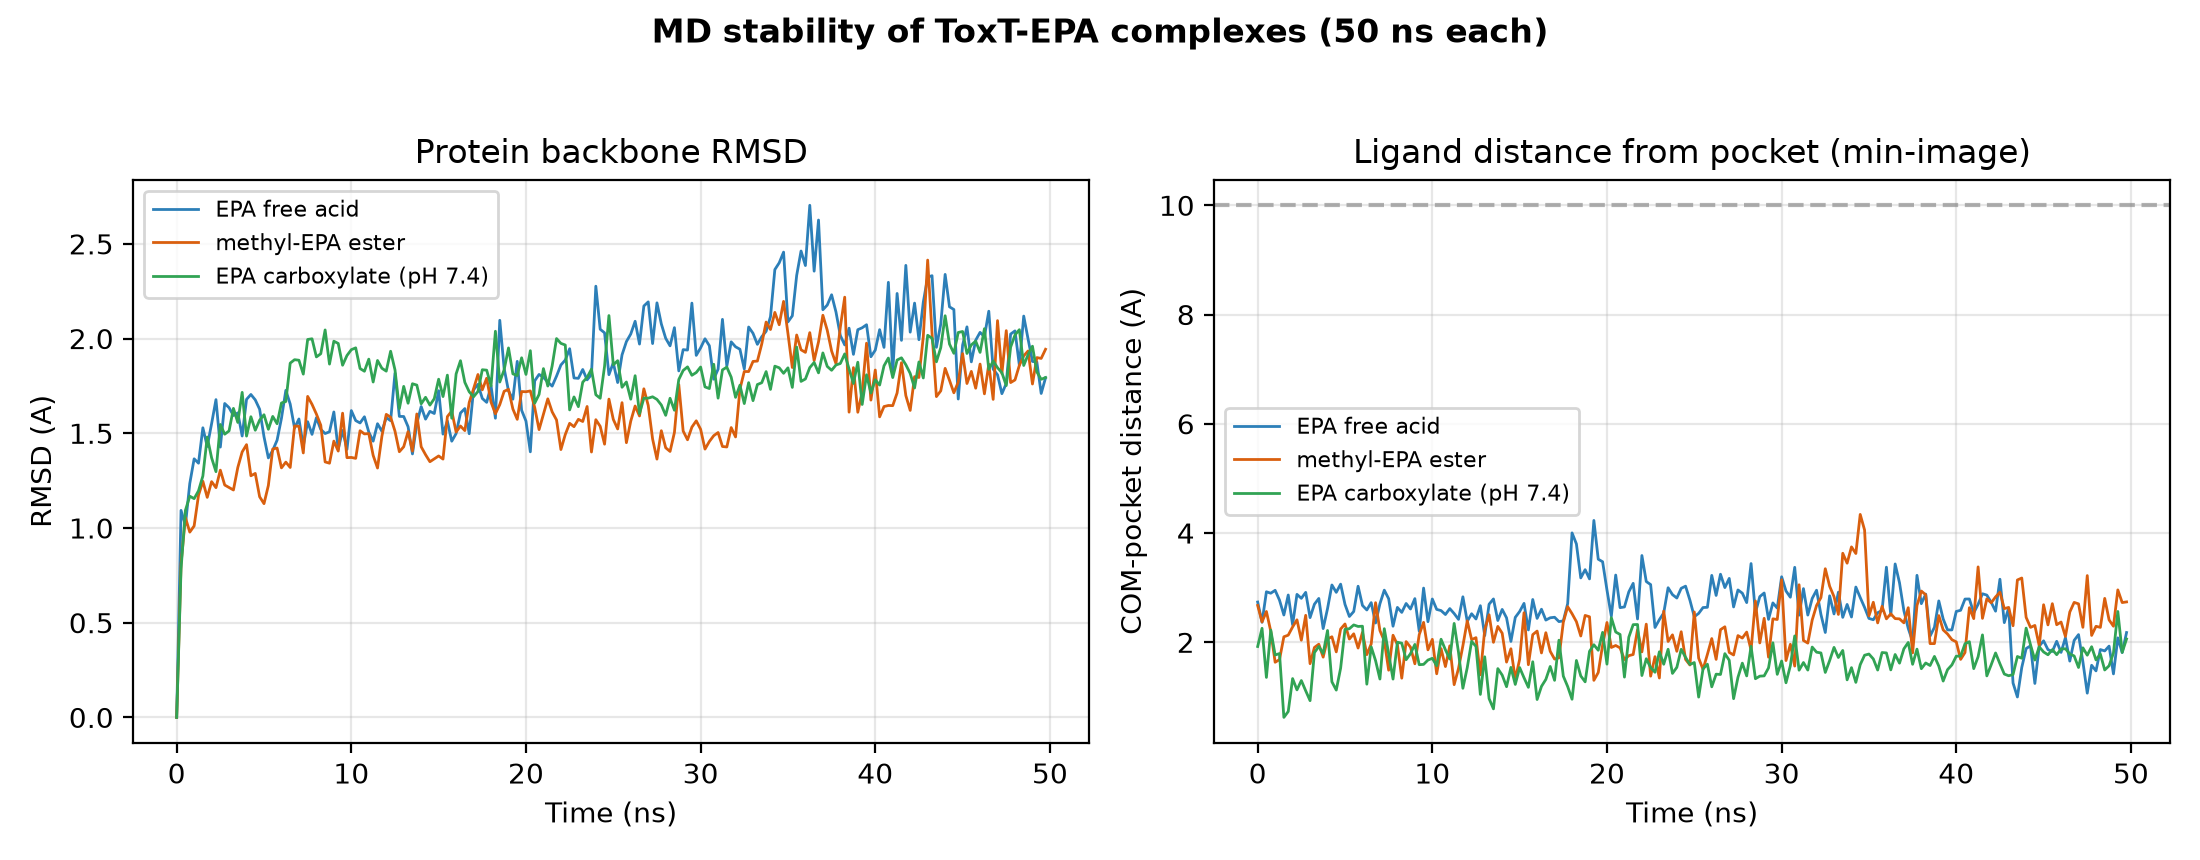 MD stability of ToxT-EPA complexes (50 ns each)
Protein backbone RMSD
RMSD (A)
2.5
2.0
1.5
1.0
0.5
0.0
EPA free acid
methyl-EPA ester
EPA carboxylate (pH 7.4)
0 10 20 30 40 50
Time (ns)
Ligand distance from pocket (min-image)
COM-pocket distance (A)
10
8
6
4
2
EPA free acid
methyl-EPA ester
EPA carboxylate (pH 7.4)
0 10 20 30 40 50
Time (ns)